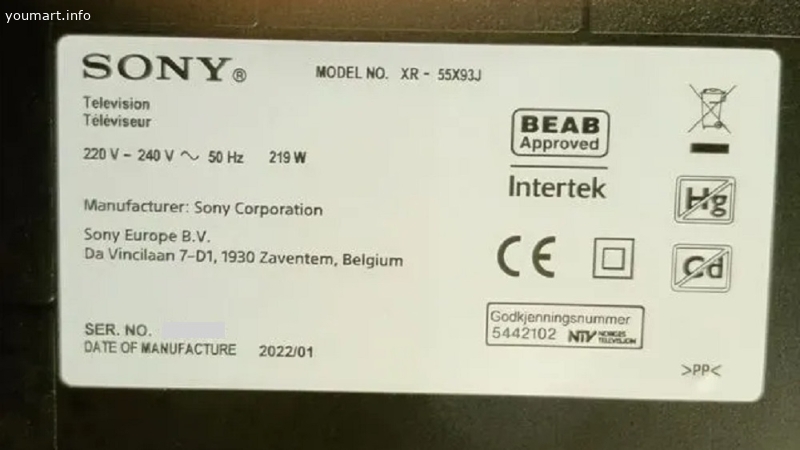 youmart.info
SONY®
MODEL NO. XR - 55X93J
Television
Téléviseur
220 V ~ 240 V ∼ 50 Hz 219 W
BEAB
Approved
Intertek
Manufacturer: Sony Corporation
Sony Europe B.V.
Da Vincilaan 7-D1, 1930 Zaventem, Belgium
Hg
CE
Cd
Godkjenningsnummer
5442102 NTV NORGES
TELEVISJON
SER. NO.
DATE OF MANUFACTURE 2022/01
>PP<